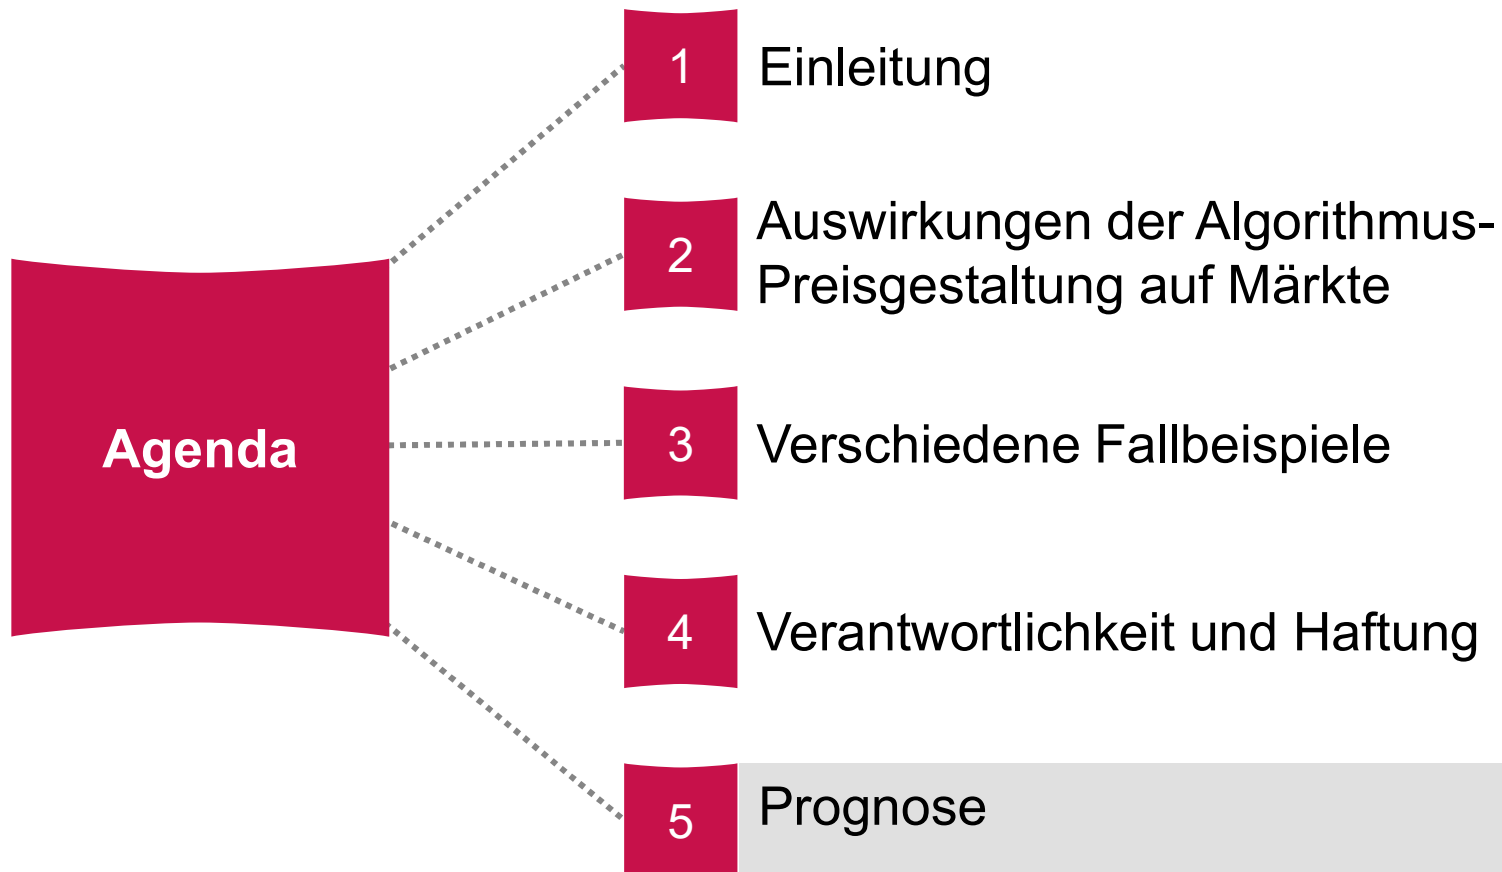 Agenda
1
Einleitung
2
Auswirkungen der Algorithmus-
Preisgestaltung auf Märkte
3
Verschiedene Fallbeispiele
4
Verantwortlichkeit und Haftung
5
Prognose